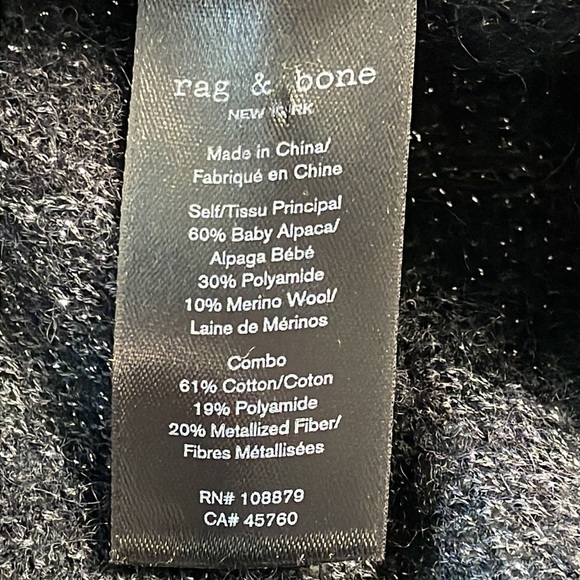 rag & bone
NEW YORK
Made in China/
Fabriqué en Chine
Self/Tissu Principal
60% Baby Alpaca/
Alpaga Bébé
30% Polyamide
10% Merino Wool/
Laine de Mérinos
Combo
61% Cotton/Coton
19% Polyamide
20% Metallized Fiber/
Fibres Métallisées
RN# 108879
CA# 45760